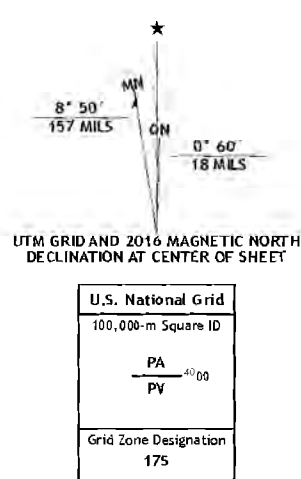 ★
MN
8° 50′
157 MILS
GN
0° 60′
18 MILS
UTM GRID AND 2016 MAGNETIC NORTH
DECLINATION AT CENTER OF SHEET
U.S. National Grid
100,000-m Square ID
PA
4000
PV
Grid Zone Designation
17S